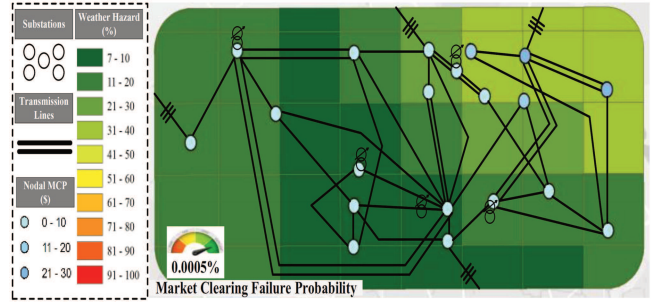 Substations
Transmission
Lines
Nodal MCP
($)
0 - 10
11 - 20
21 - 30
Weather Hazard
(%)
7 - 10
11 - 20
21 - 30
31 - 40
41 - 50
51 - 60
61 - 70
71 - 80
81 - 90
91 - 100
0.0005%
Market Clearing Failure Probability